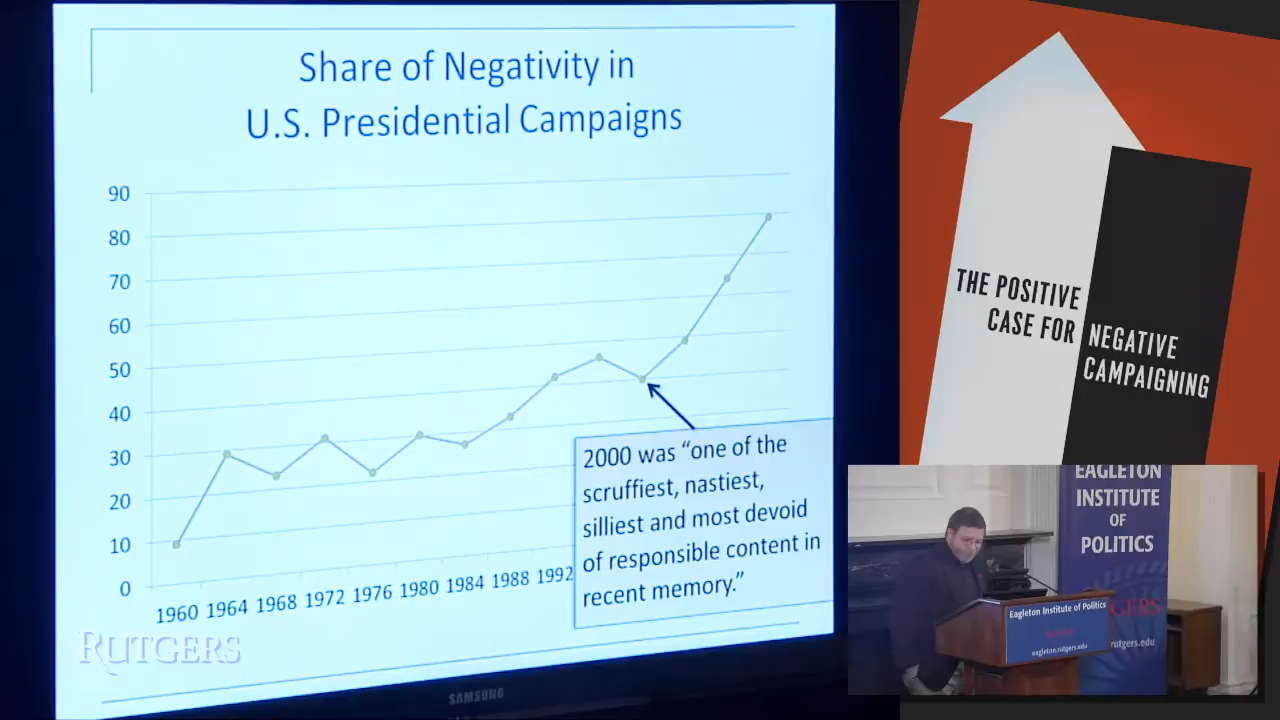 Share of Negativity in
U.S. Presidential Campaigns
90
80
70
60
50
40
30
20
10
0
1960 1964 1968 1972 1976 1980 1984 1988 1992
2000 was “one of the
scruffiest, nastiest,
silliest and most devoid
of responsible content in
recent memory.”
RUTGERS
SAMSUNG
THE POSITIVE
CASE FOR
NEGATIVE
CAMPAIGNING
EAGLETON
INSTITUTE
OF
POLITICS
GERS
rutgers.edu
Eagleton Institute of Politics
eagleton.rutgers.edu